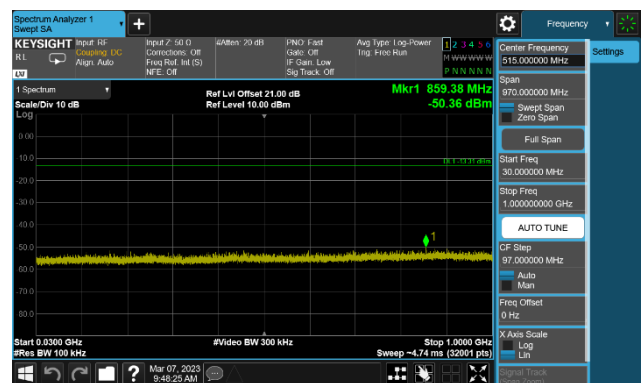 Spectrum Analyzer 1
Swept SA
Frequency
KEYSIGHT
RL
LXI
Input: RF
Coupling: DC
Align: Auto
Input Z: 50 Ω
Corrections: Off
Freq Ref: Int (S)
NFE: Off
#Atten: 20 dB
PNO: Fast
Gate: Off
IF Gain: Low
Sig Track: Off
Avg Type: Log-Power
Trig: Free Run
1 2 3 4 5 6
M W W W W W
P N N N N N
1 Spectrum
Scale/Div 10 dB
Log
Ref Lvl Offset 21.00 dB
Ref Level 10.00 dBm
Mkr1 859.38 MHz
-50.36 dBm
0.00
-10.0
-20.0
-30.0
-40.0
-50.0
-60.0
-70.0
-80.0
1
Start 0.0300 GHz
#Res BW 100 kHz
#Video BW 300 kHz
Stop 1.0000 GHz
Sweep ~4.74 ms (32001 pts)
Mar 07, 2023
9:48:25 AM
Center Frequency
515.000000 MHz
Settings
Span
970.000000 MHz
Swept Span
Zero Span
Full Span
Start Freq
30.000000 MHz
Stop Freq
1.000000000 GHz
AUTO TUNE
CF Step
97.000000 MHz
Auto
Man
Freq Offset
0 Hz
X Axis Scale
Log
Lin
Signal Track